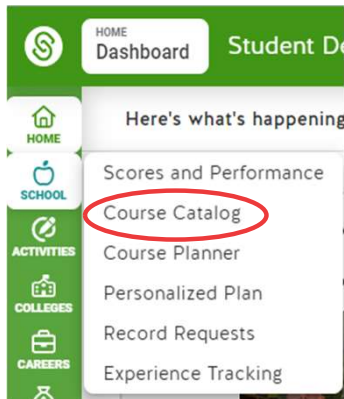 HOME
Dashboard
Student De
HOME
Here's what's happening
SCHOOL
Scores and Performance
Course Catalog
ACTIVITIES
Course Planner
COLLEGES
Personalized Plan
Record Requests
CAREERS
Experience Tracking